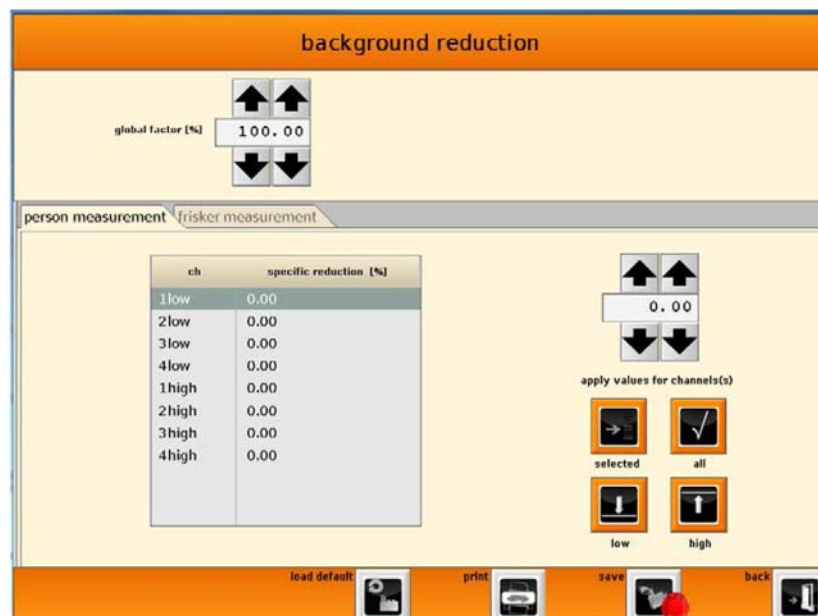 background reduction
global factor [%]
100.00
person measurement frisker measurement
ch specific reduction [%]
1low 0.00
2low 0.00
3low 0.00
4low 0.00
1high 0.00
2high 0.00
3high 0.00
4high 0.00
0.00
apply values for channels(s)
selected all
low high
load default print save back